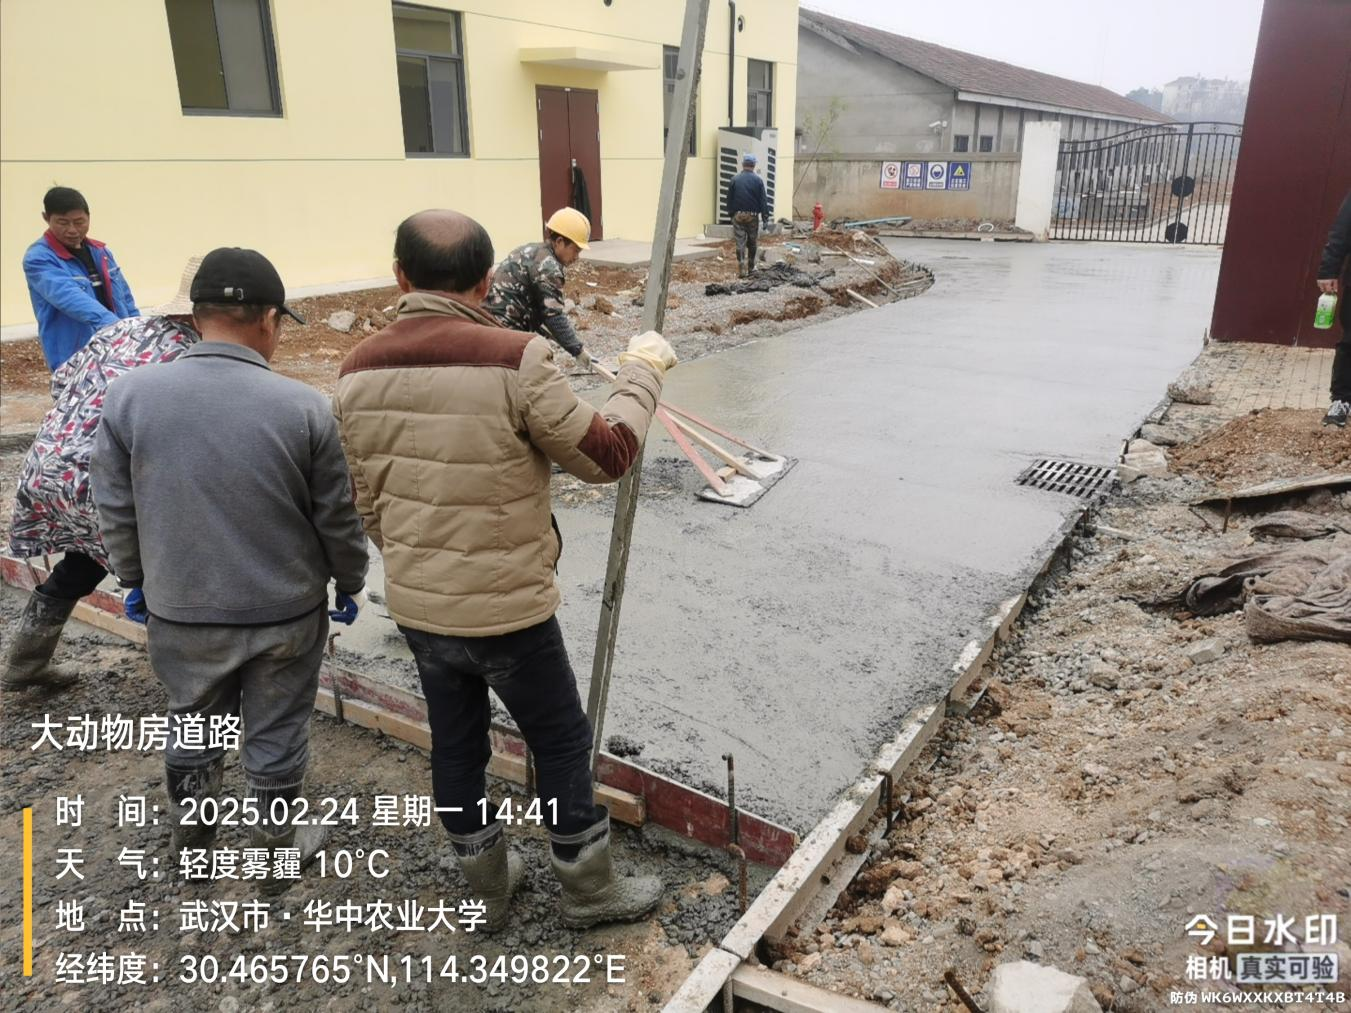 大动物房道路
时 间：2025.02.24 星期一 14:41
天 气：轻度雾霾 10°C
地 点：武汉市·华中农业大学
经纬度：30.465765°N,114.349822°E
今日水印
相机 真实可验
防伪 WK6WXXKXBT4T4B